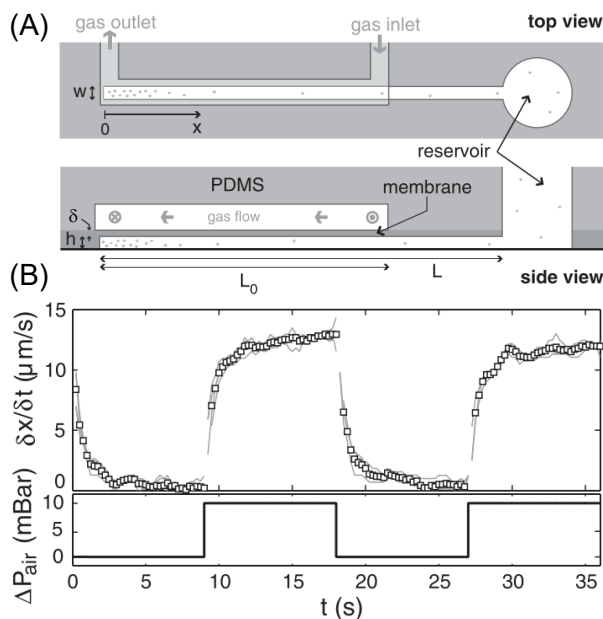 (A)
gas outlet
gas inlet
top view
w
0
x
reservoir
PDMS
membrane
δ
gas flow
h
L
L₀
side view
(B)
δx/δt (μm/s)
15
10
5
0
ΔPair (mBar)
10
5
0
0 5 10 15 20 25 30 35
t (s)